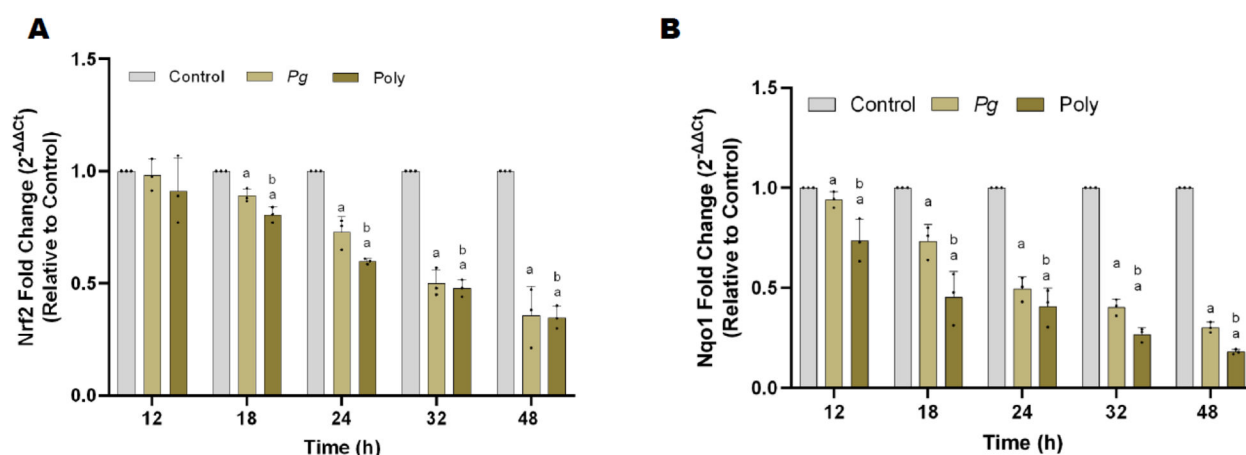 A
Nrf2 Fold Change (2^-ΔΔCt)
(Relative to Control)
1.5
1.0
0.5
0.0
Control Pg Poly
a b
a
a b
a
a b
a
a b
a
12 18 24 32 48
Time (h)
B
Nqo1 Fold Change (2^-ΔΔCt)
(Relative to Control)
1.5
1.0
0.5
0.0
Control Pg Poly
a b
a
a b
a
a b
a
a b
a
a b
a
12 18 24 32 48
Time (h)